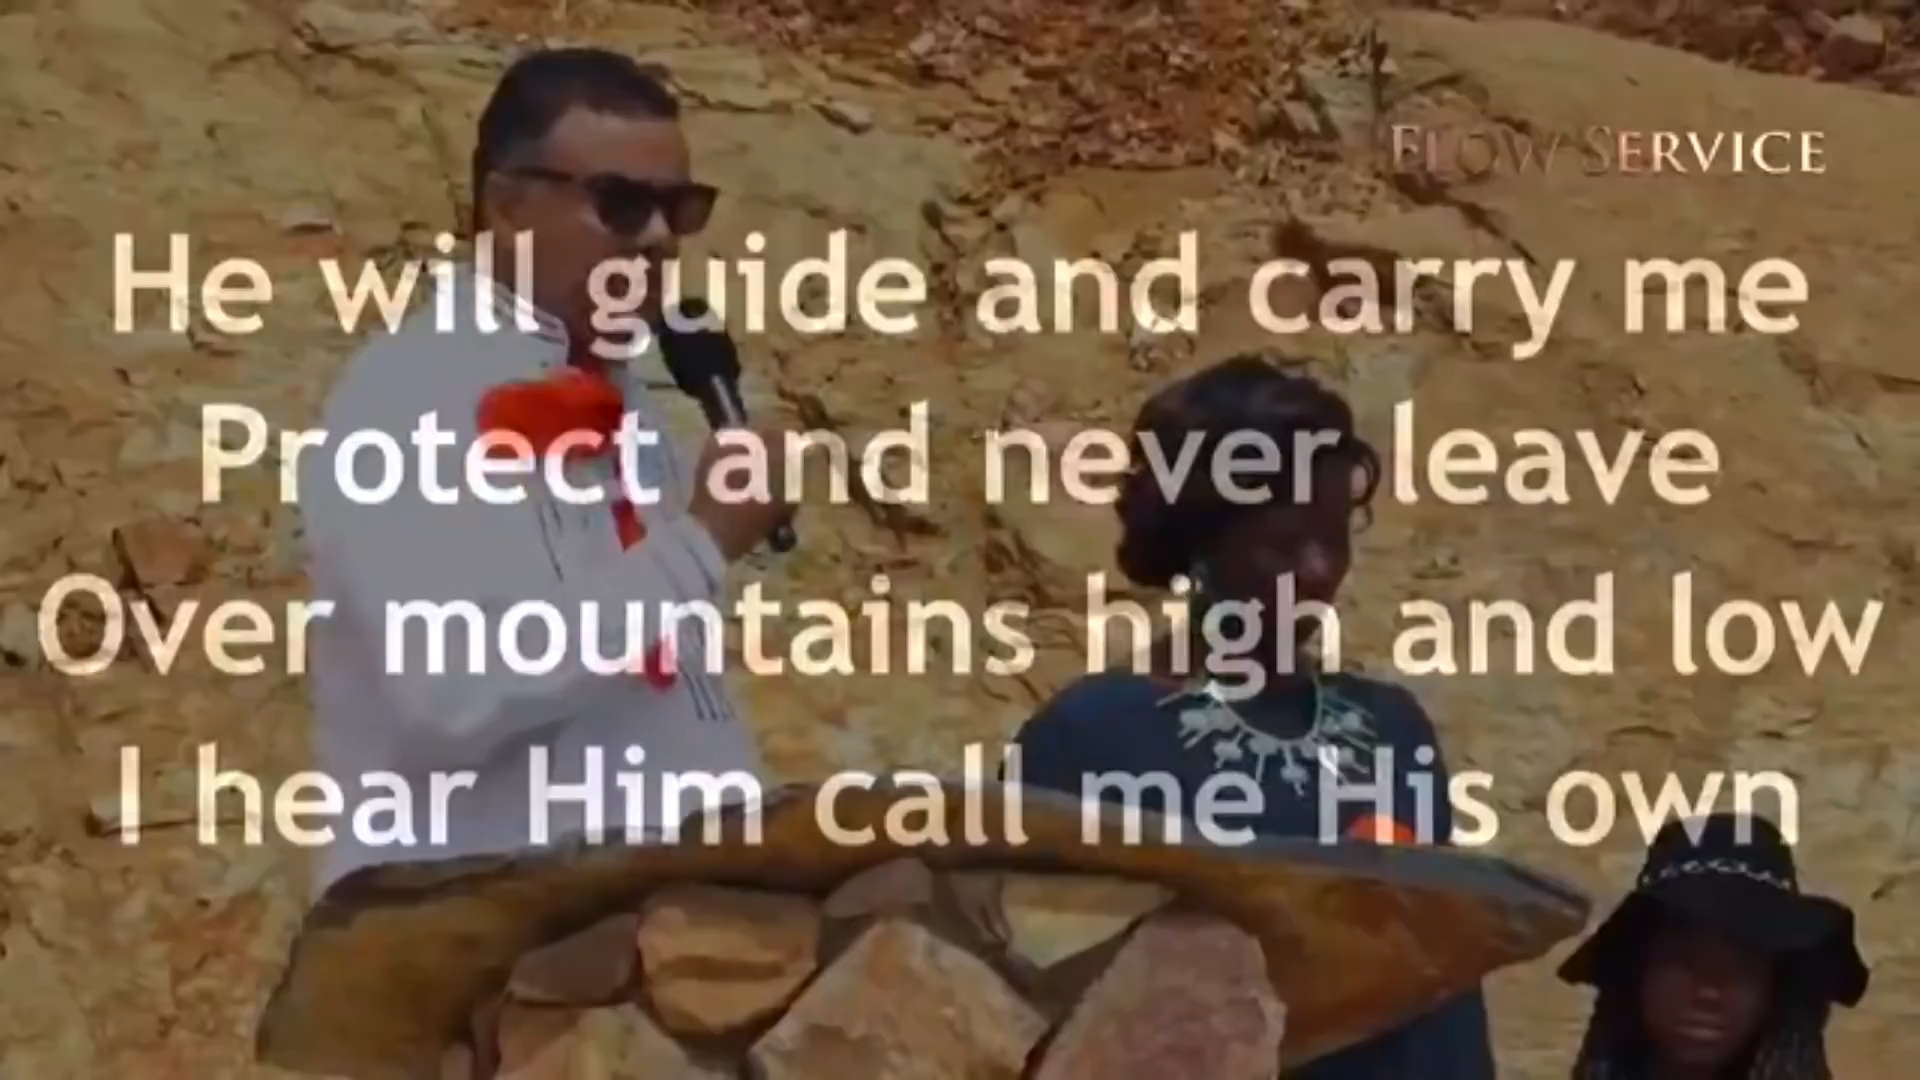 FLOW SERVICE
He will guide and carry me
Protect and never leave
Over mountains high and low
I hear Him call me His own